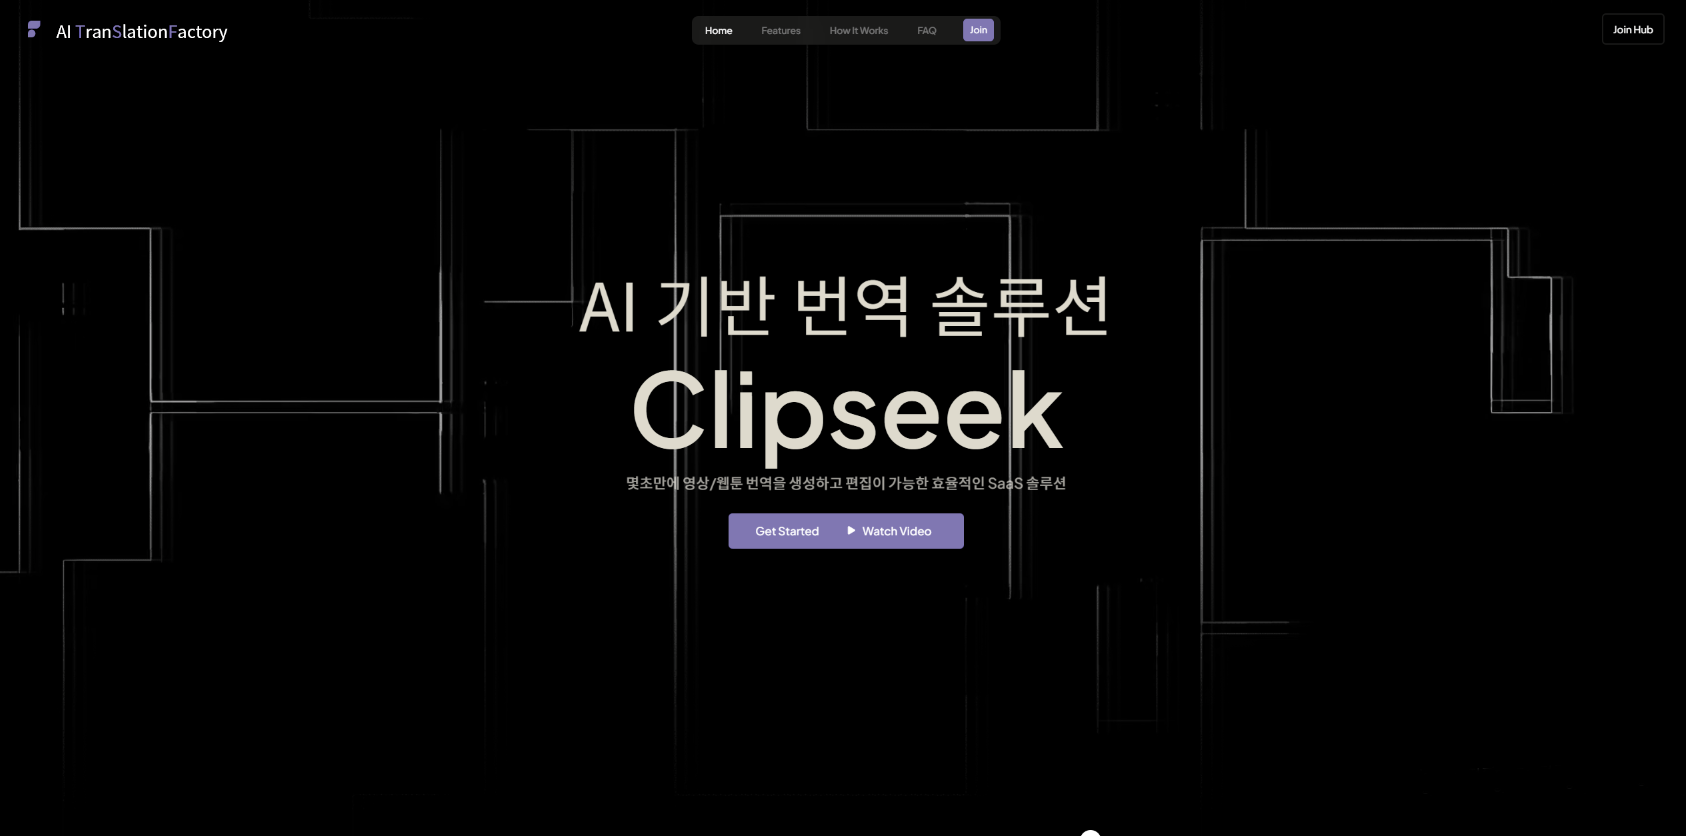 AI TranSlationFactory
Home Features How It Works FAQ Join
Join Hub
AI 기반 번역 솔루션
Clipseek
몇초만에 영상/웹툰 번역을 생성하고 편집이 가능한 효율적인 SaaS 솔루션
Get Started Watch Video